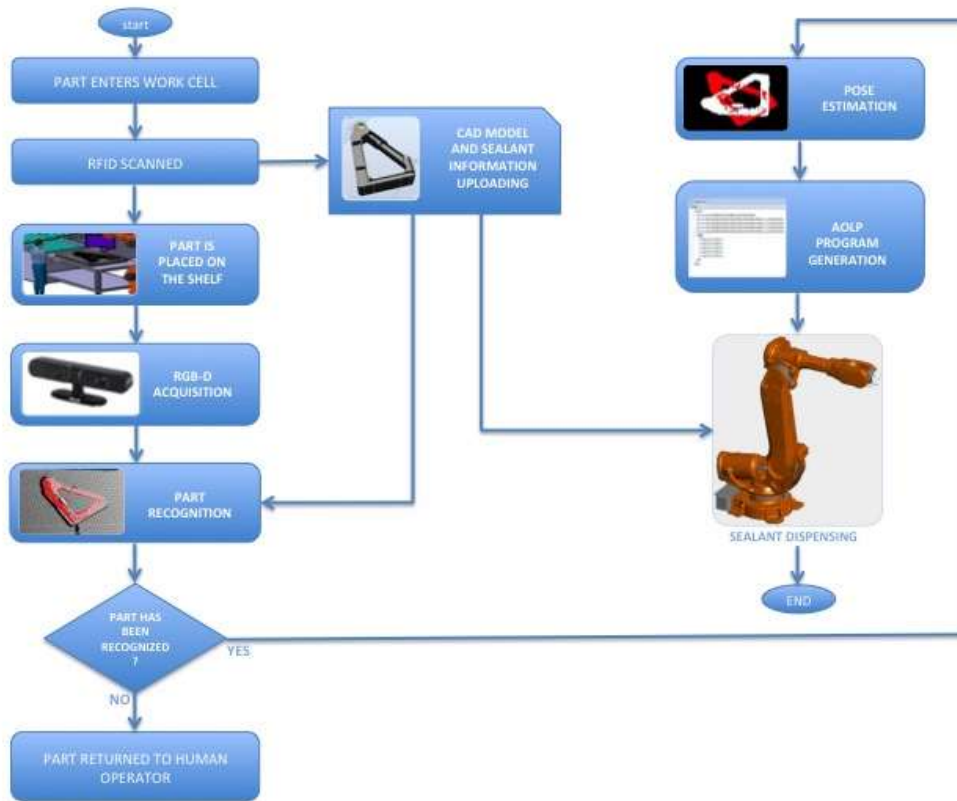 start
PART ENTERS WORK CELL
RFID SCANNED
CAD MODEL
AND SEALANT
INFORMATION
UPLOADING
PART IS
PLACED ON
THE SHELF
RGB-D
ACQUISITION
PART
RECOGNITION
PART HAS
BEEN
RECOGNIZED
?
YES
NO
PART RETURNED TO HUMAN
OPERATOR
POSE
ESTIMATION
AOLP
PROGRAM
GENERATION
SEALANT DISPENSING
END